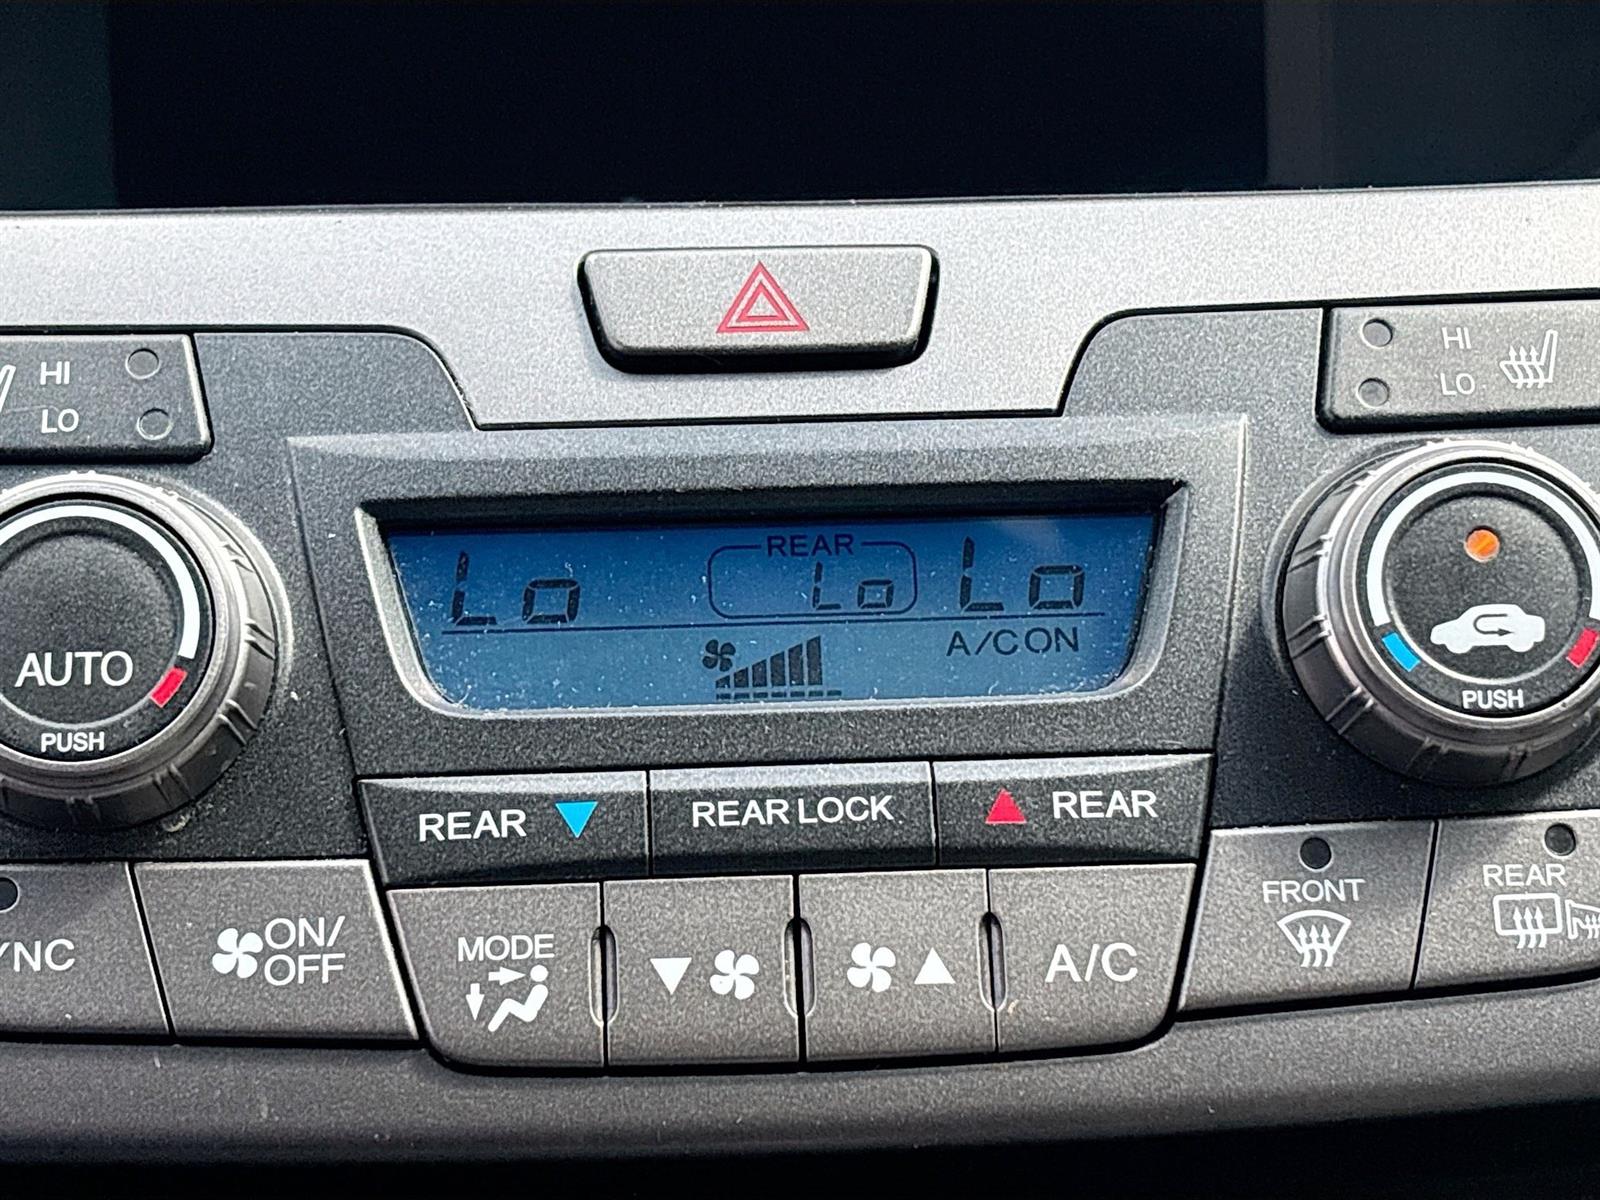 HI
LO
HI
LO
REAR
Lo
Lo
Lo
A/CON
AUTO
PUSH
PUSH
REAR
REAR LOCK
REAR
ON/
OFF
MODE
A/C
FRONT
REAR